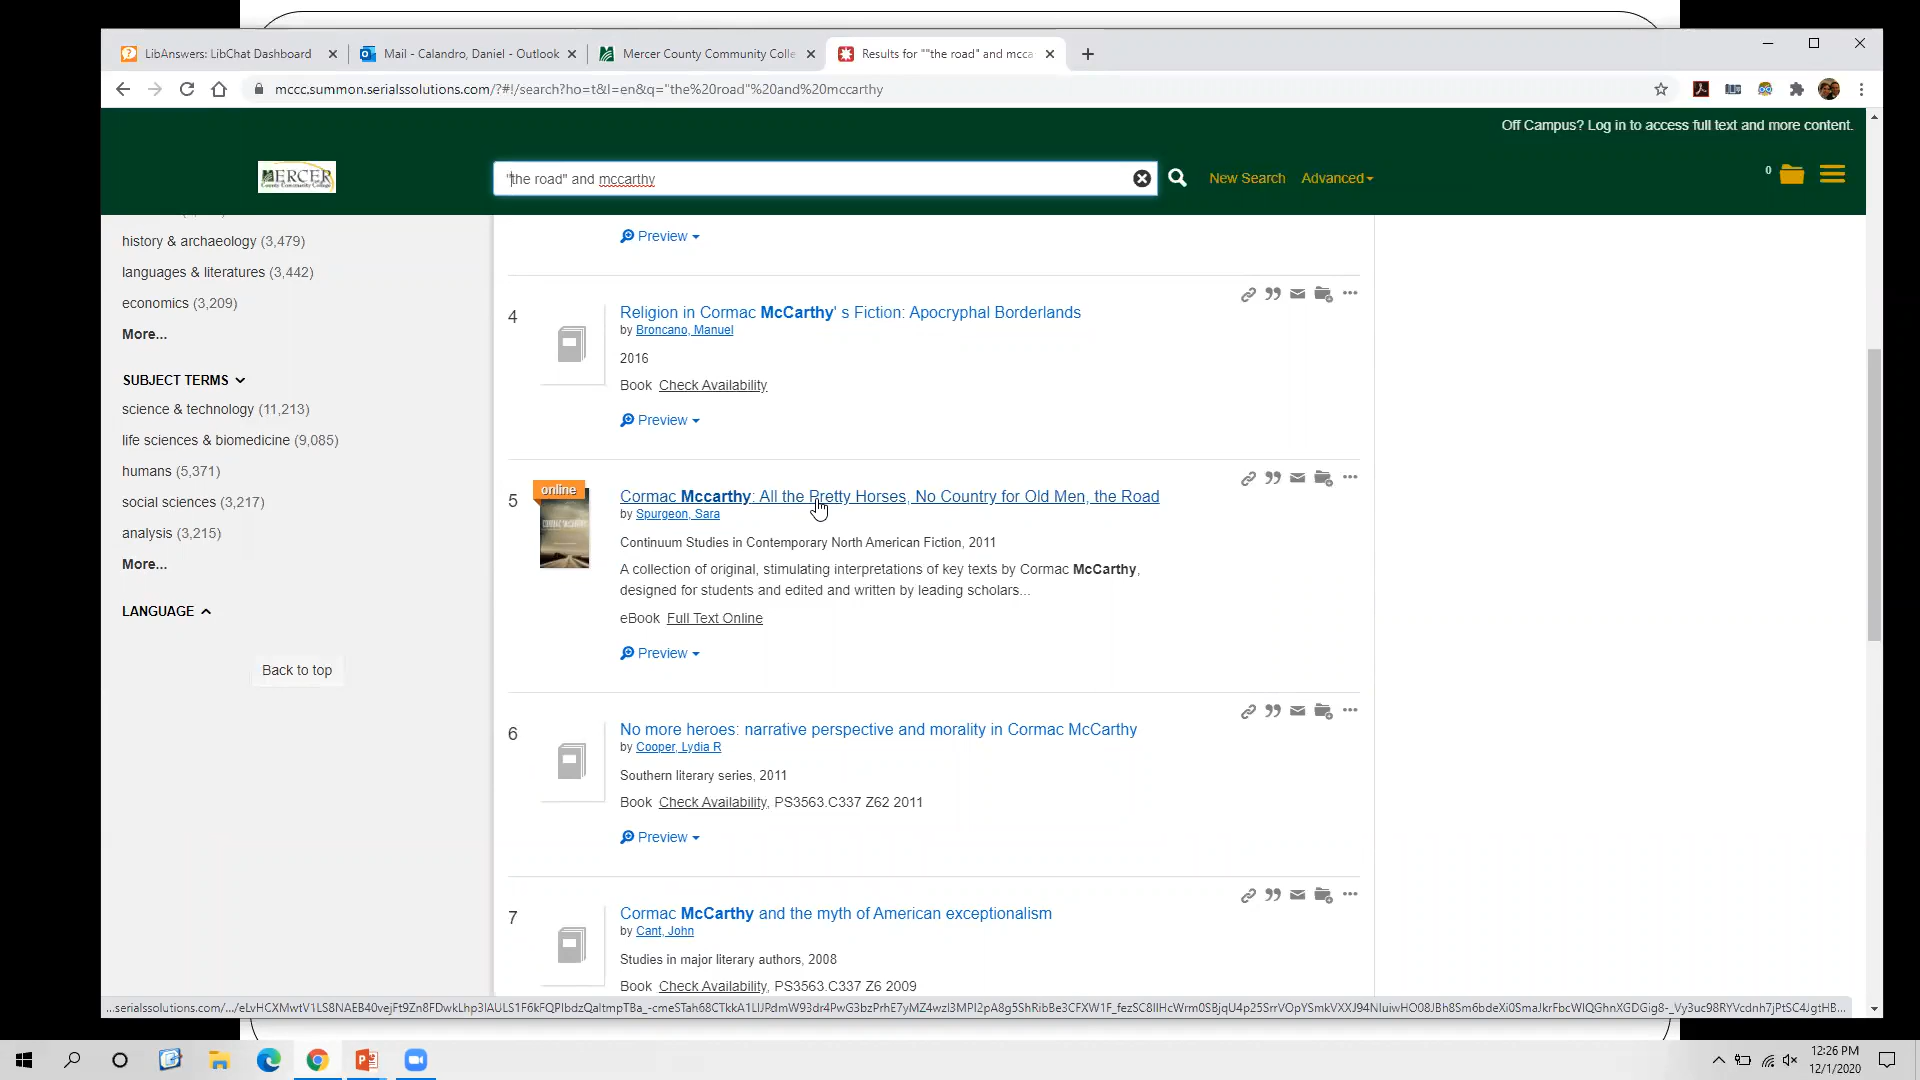 LibAnswers: LibChat Dashboard
Mail - Calandro, Daniel - Outlook
Mercer County Community Colle
Results for ""the road" and mcca
mccc.summon.serialssolutions.com/?#!/search?ho=t&l=en&q="the%20road"%20and%20mccarthy
Off Campus? Log in to access full text and more content.
MERCER
County Community College
"the road" and mccarthy
New Search
Advanced
0
history & archaeology (3,479)
languages & literatures (3,442)
economics (3,209)
More...
SUBJECT TERMS
science & technology (11,213)
life sciences & biomedicine (9,085)
humans (5,371)
social sciences (3,217)
analysis (3,215)
More...
LANGUAGE
Back to top
Preview
4
Religion in Cormac McCarthy' s Fiction: Apocryphal Borderlands
by Broncano, Manuel
2016
Book Check Availability
Preview
5
online
CORMAC MCCARTHY
Cormac Mccarthy: All the Pretty Horses, No Country for Old Men, the Road
by Spurgeon, Sara
Continuum Studies in Contemporary North American Fiction, 2011
A collection of original, stimulating interpretations of key texts by Cormac McCarthy,
designed for students and edited and written by leading scholars...
eBook Full Text Online
Preview
6
No more heroes: narrative perspective and morality in Cormac McCarthy
by Cooper, Lydia R
Southern literary series, 2011
Book Check Availability, PS3563.C337 Z62 2011
Preview
7
Cormac McCarthy and the myth of American exceptionalism
by Cant, John
Studies in major literary authors, 2008
Book Check Availability, PS3563.C337 Z6 2009
12:26 PM
12/1/2020